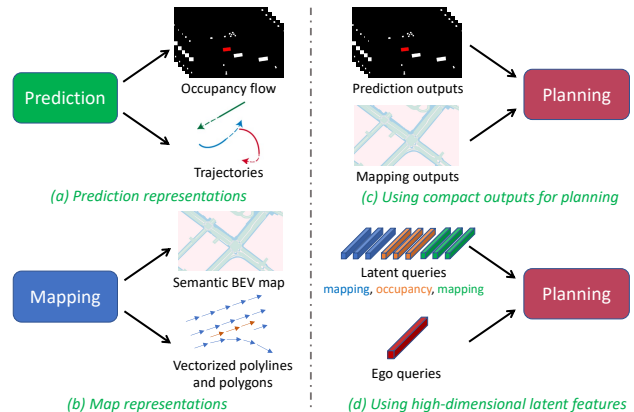 Prediction
Occupancy flow
Trajectories
(a) Prediction representations
Mapping
Semantic BEV map
Vectorized polylines
and polygons
(b) Map representations
Prediction outputs
Mapping outputs
Planning
(c) Using compact outputs for planning
Latent queries
mapping, occupancy, mapping
Ego queries
Planning
(d) Using high-dimensional latent features